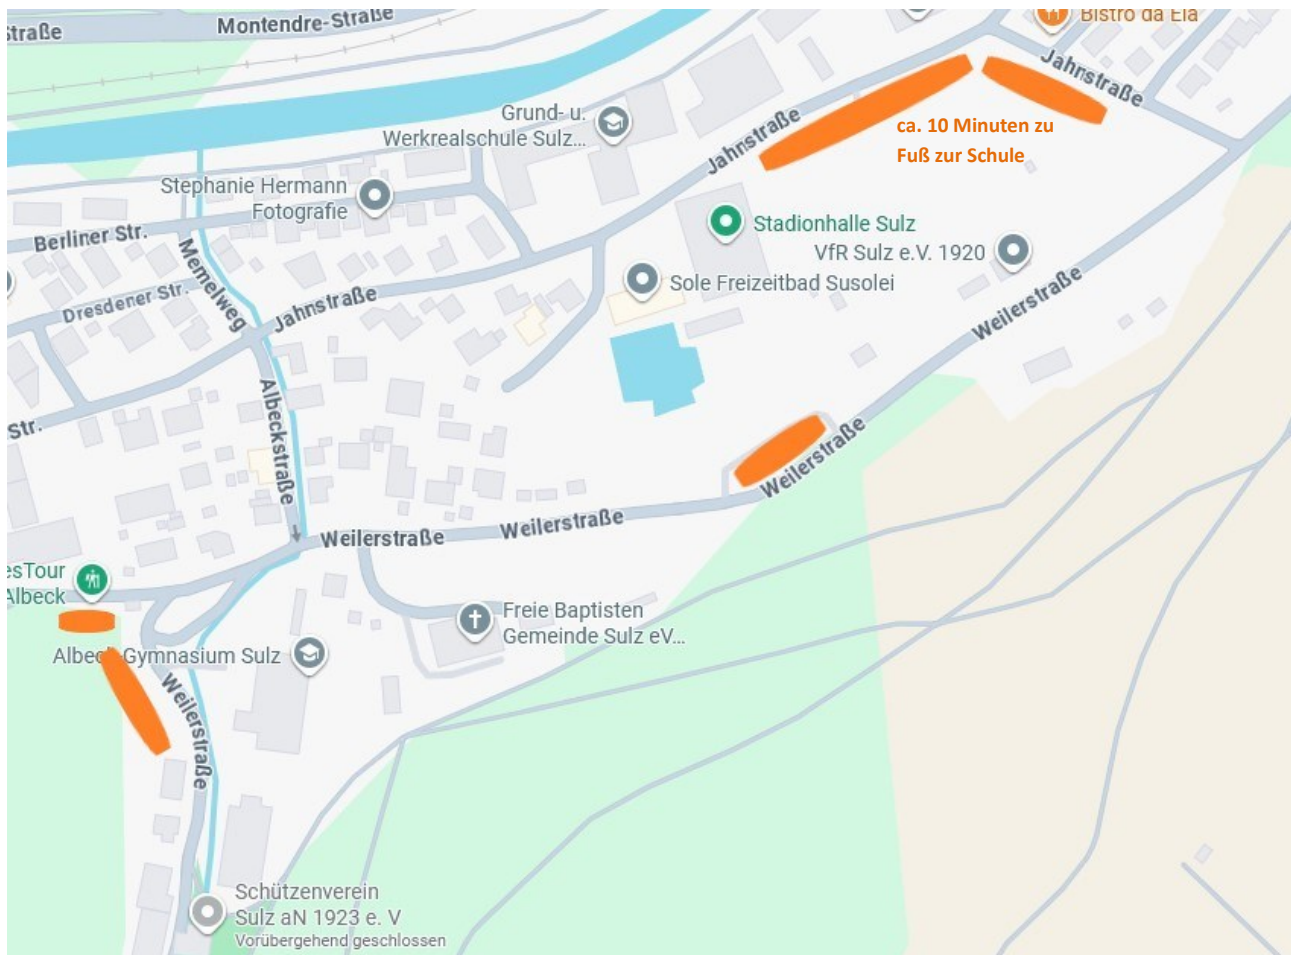 Straße
Montendre-Straße
Bistro da Ela
Jahnstraße
Grund- u.
Werkrealschule Sulz...
ca. 10 Minuten zu
Fuß zur Schule
Jahnstraße
Stephanie Hermann
Fotografie
Stadionhalle Sulz
VfR Sulz e.V. 1920
Berliner Str.
Memelweg
Sole Freizeitbad Susolei
Dresdener Str.
Jahnstraße
Weilerstraße
Str.
Albeckstraße
Weilerstraße
Weilerstraße
Weilerstraße
esTour
Albeck
Freie Baptisten
Gemeinde Sulz eV...
Albeck-Gymnasium Sulz
Weilerstraße
Schützenverein
Sulz aN 1923 e. V
Vorübergehend geschlossen